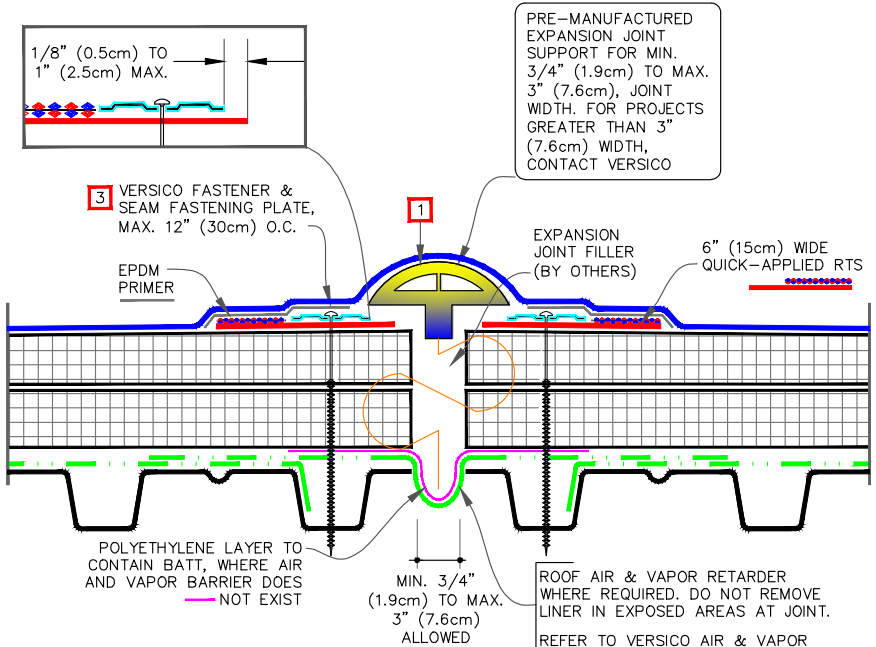 1/8" (0.5cm) TO
1" (2.5cm) MAX.
PRE-MANUFACTURED
EXPANSION JOINT
SUPPORT FOR MIN.
3/4" (1.9cm) TO MAX.
3" (7.6cm), JOINT
WIDTH. FOR PROJECTS
GREATER THAN 3"
(7.6cm) WIDTH,
CONTACT VERSICO
3
VERSICO FASTENER &
SEAM FASTENING PLATE,
MAX. 12" (30cm) O.C.
1
EXPANSION
JOINT FILLER
(BY OTHERS)
6" (15cm) WIDE
QUICK-APPLIED RTS
EPDM
PRIMER
POLYETHYLENE LAYER TO
CONTAIN BATT, WHERE AIR
AND VAPOR BARRIER DOES
NOT EXIST
MIN. 3/4"
(1.9cm) TO MAX.
3" (7.6cm)
ALLOWED
ROOF AIR & VAPOR RETARDER
WHERE REQUIRED. DO NOT REMOVE
LINER IN EXPOSED AREAS AT JOINT.
REFER TO VERSICO AIR & VAPOR